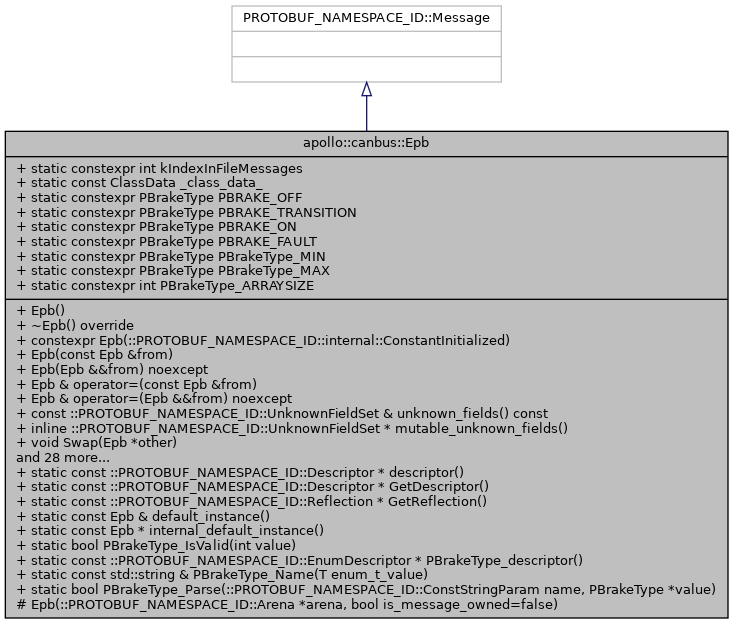 PROTOBUF_NAMESPACE_ID::Message
apollo::canbus::Epb
+ static constexpr int kIndexInFileMessages
+ static const ClassData _class_data_
+ static constexpr PBrakeType PBRAKE_OFF
+ static constexpr PBrakeType PBRAKE_TRANSITION
+ static constexpr PBrakeType PBRAKE_ON
+ static constexpr PBrakeType PBRAKE_FAULT
+ static constexpr PBrakeType PBrakeType_MIN
+ static constexpr PBrakeType PBrakeType_MAX
+ static constexpr int PBrakeType_ARRAYSIZE
+ Epb()
+ ~Epb() override
+ constexpr Epb(::PROTOBUF_NAMESPACE_ID::internal::ConstantInitialized)
+ Epb(const Epb &from)
+ Epb(Epb &&from) noexcept
+ Epb & operator=(const Epb &from)
+ Epb & operator=(Epb &&from) noexcept
+ const ::PROTOBUF_NAMESPACE_ID::UnknownFieldSet & unknown_fields() const
+ inline ::PROTOBUF_NAMESPACE_ID::UnknownFieldSet * mutable_unknown_fields()
+ void Swap(Epb *other)
and 28 more...
+ static const ::PROTOBUF_NAMESPACE_ID::Descriptor * descriptor()
+ static const ::PROTOBUF_NAMESPACE_ID::Descriptor * GetDescriptor()
+ static const ::PROTOBUF_NAMESPACE_ID::Reflection * GetReflection()
+ static const Epb & default_instance()
+ static const Epb * internal_default_instance()
+ static bool PBrakeType_IsValid(int value)
+ static const ::PROTOBUF_NAMESPACE_ID::EnumDescriptor * PBrakeType_descriptor()
+ static const std::string & PBrakeType_Name(T enum_t_value)
+ static bool PBrakeType_Parse(::PROTOBUF_NAMESPACE_ID::ConstStringParam name, PBrakeType *value)
# Epb(::PROTOBUF_NAMESPACE_ID::Arena *arena, bool is_message_owned=false)